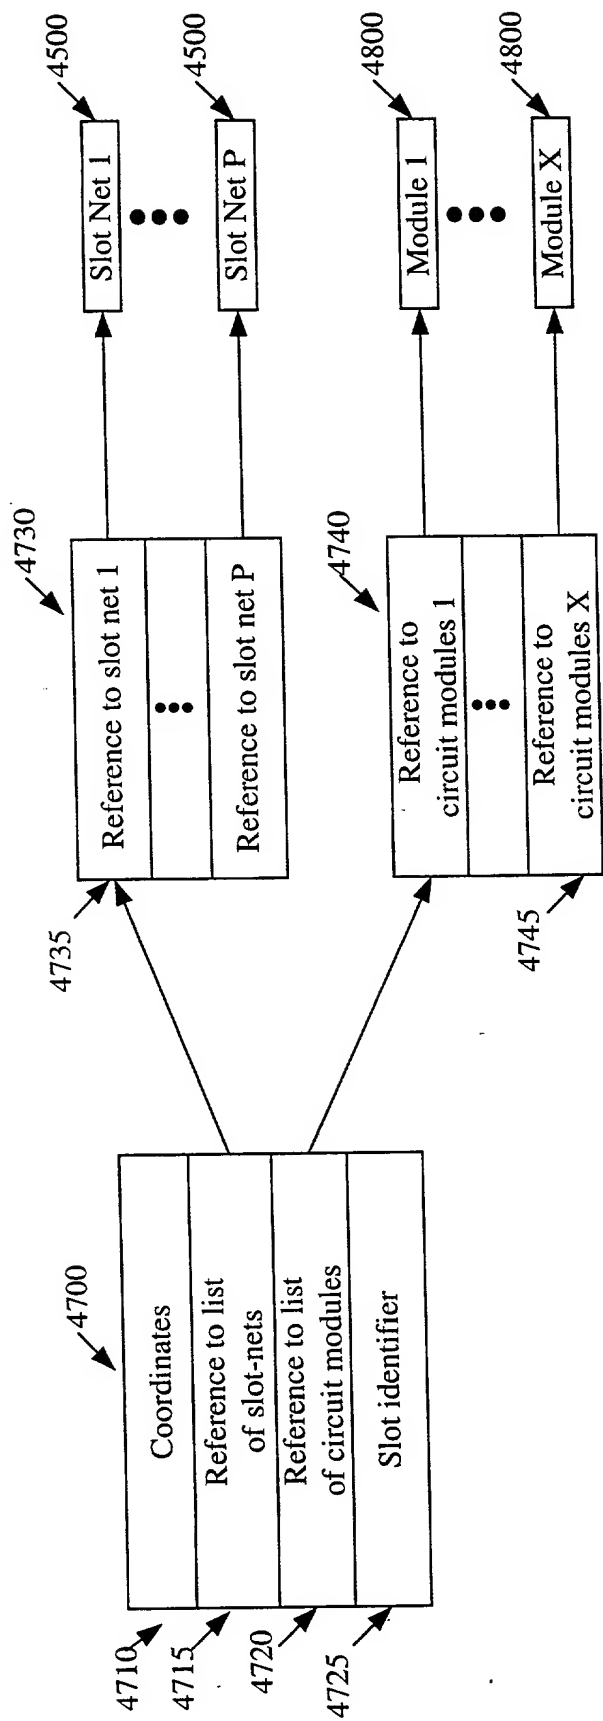 4700
4710
Coordinates
4715
Reference to list
of slot-nets
4720
Reference to list
of circuit modules
4725
Slot identifier
4730
4735
Reference to slot net 1
Reference to slot net P
4740
Reference to
circuit modules 1
4745
Reference to
circuit modules X
4500
Slot Net 1
4500
Slot Net P
4800
Module 1
4800
Module X